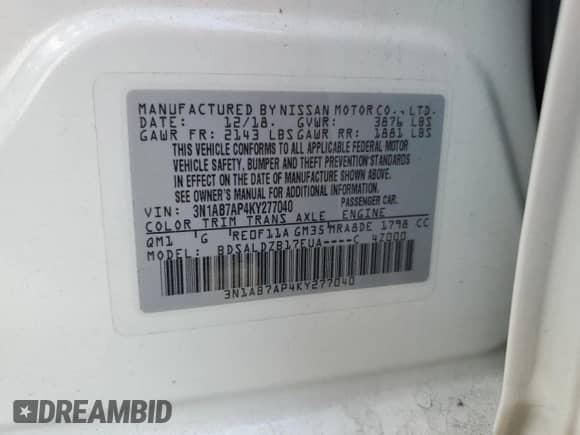 MANUFACTURED BY NISSAN MOTOR CO., LTD.
DATE: 12/18. GVWR: 3876 LBS
GAWR FR: 2143 LBS GAWR RR: 1881 LBS
THIS VEHICLE CONFORMS TO ALL APPLICABLE FEDERAL MOTOR
VEHICLE SAFETY, BUMPER AND THEFT PREVENTION STANDARDS
IN EFFECT ON THE DATE OF MANUFACTURE SHOWN ABOVE.
SEE OWNER'S MANUAL FOR ADDITIONAL INFORMATION.
VIN: 3N1AB7AP4KY277040 PASSENGER CAR.
COLOR TRIM TRANS AXLE ENGINE
QM1 G RE0F11A GM35 MRA8DE 1798 CC
MODEL: BDSALDZB17EUA----C 4Z000
3N1AB7AP4KY277040
#DREAMBID